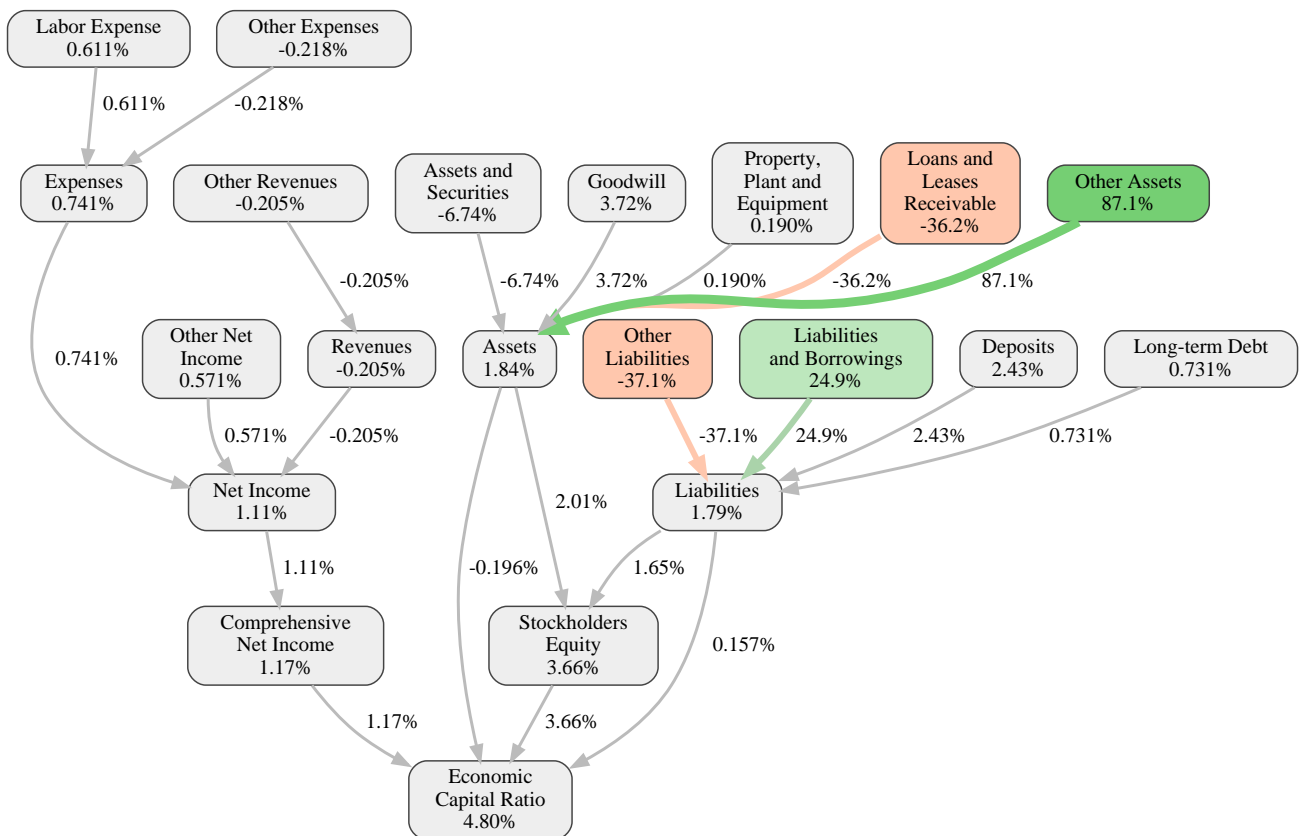 Labor Expense
0.611%
Other Expenses
-0.218%
0.611%
-0.218%
Expenses
0.741%
Other Revenues
-0.205%
Assets and
Securities
-6.74%
Goodwill
3.72%
Property,
Plant and
Equipment
0.190%
Loans and
Leases
Receivable
-36.2%
Other Assets
87.1%
-0.205%
-6.74%
3.72%
0.190%
-36.2%
87.1%
0.741%
Other Net
Income
0.571%
Revenues
-0.205%
Assets
1.84%
Other
Liabilities
-37.1%
Liabilities
and Borrowings
24.9%
Deposits
2.43%
Long-term Debt
0.731%
0.571%
-0.205%
-37.1%
24.9%
2.43%
0.731%
Net Income
1.11%
2.01%
Liabilities
1.79%
1.11%
-0.196%
1.65%
Comprehensive
Net Income
1.17%
Stockholders
Equity
3.66%
0.157%
1.17%
3.66%
Economic
Capital Ratio
4.80%